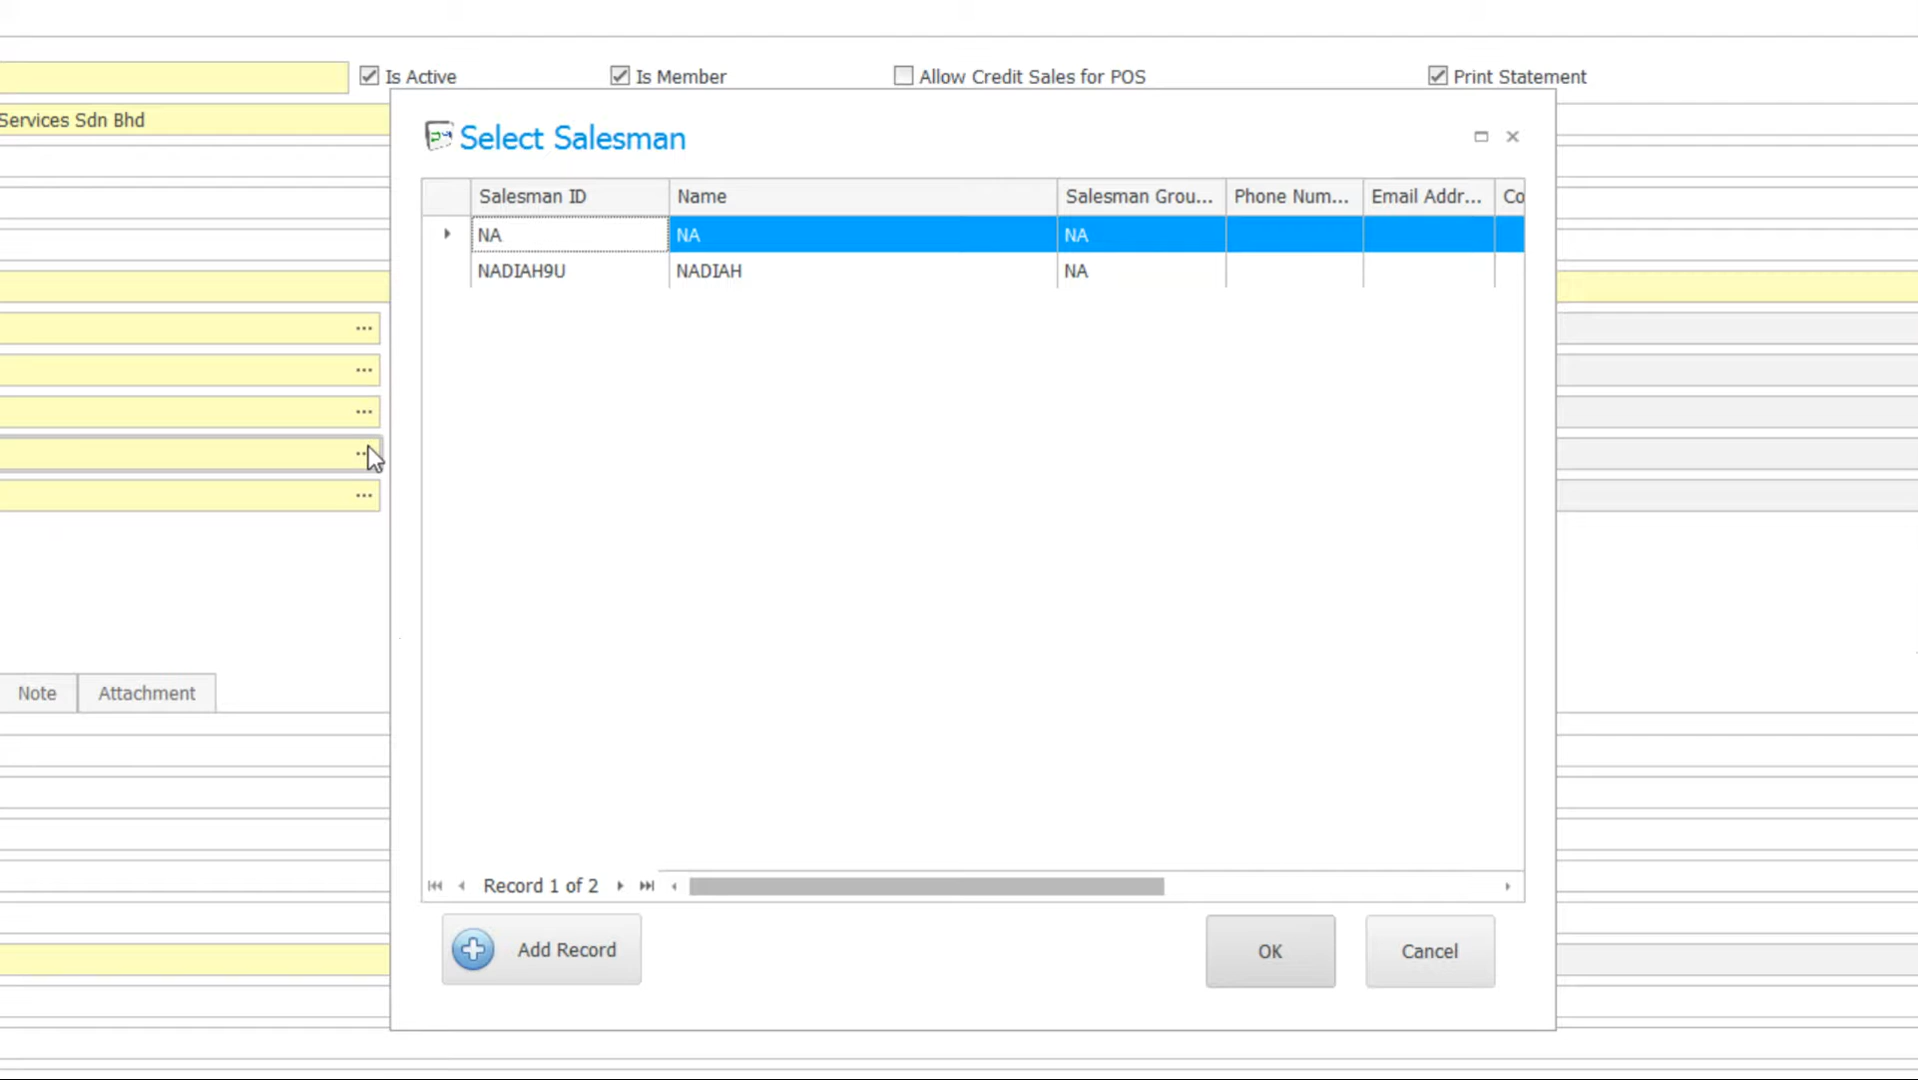 Is Active Is Member Allow Credit Sales for POS Print Statement
Services Sdn Bhd
Select Salesman
Salesman ID Name Salesman Grou... Phone Num... Email Addr... Co
NA NA NA
NADIAH9U NADIAH NA
Note Attachment
Record 1 of 2
Add Record OK Cancel